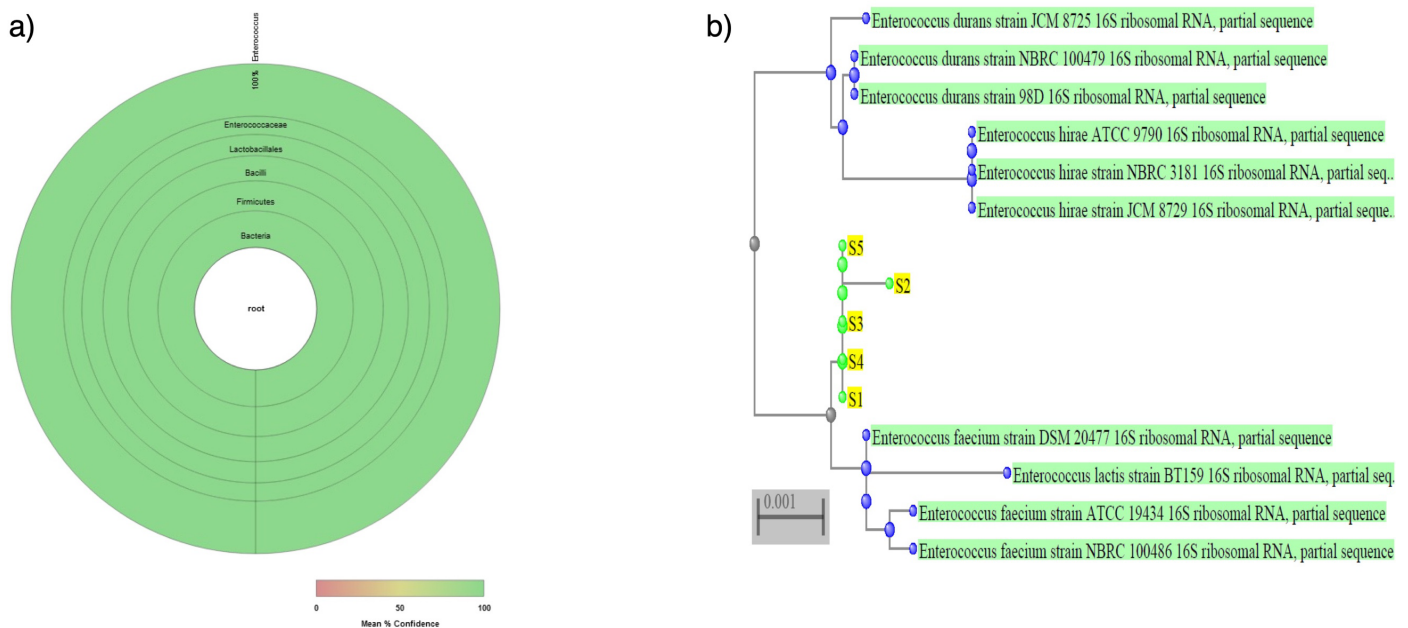 a)
Enterococcus
100%
Enterococcaceae
Lactobacillales
Bacilli
Firmicutes
Bacteria
root
0
50
100
Mean % Confidence
b)
Enterococcus durans strain JCM 8725 16S ribosomal RNA, partial sequence
Enterococcus durans strain NBRC 100479 16S ribosomal RNA, partial sequence
Enterococcus durans strain 98D 16S ribosomal RNA, partial sequence
Enterococcus hirae ATCC 9790 16S ribosomal RNA, partial sequence
Enterococcus hirae strain NBRC 3181 16S ribosomal RNA, partial seq..
Enterococcus hirae strain JCM 8729 16S ribosomal RNA, partial seque..
S5
S2
S3
S4
S1
Enterococcus faecium strain DSM 20477 16S ribosomal RNA, partial sequence
Enterococcus lactis strain BT159 16S ribosomal RNA, partial seq.
0.001
Enterococcus faecium strain ATCC 19434 16S ribosomal RNA, partial sequence
Enterococcus faecium strain NBRC 100486 16S ribosomal RNA, partial sequence